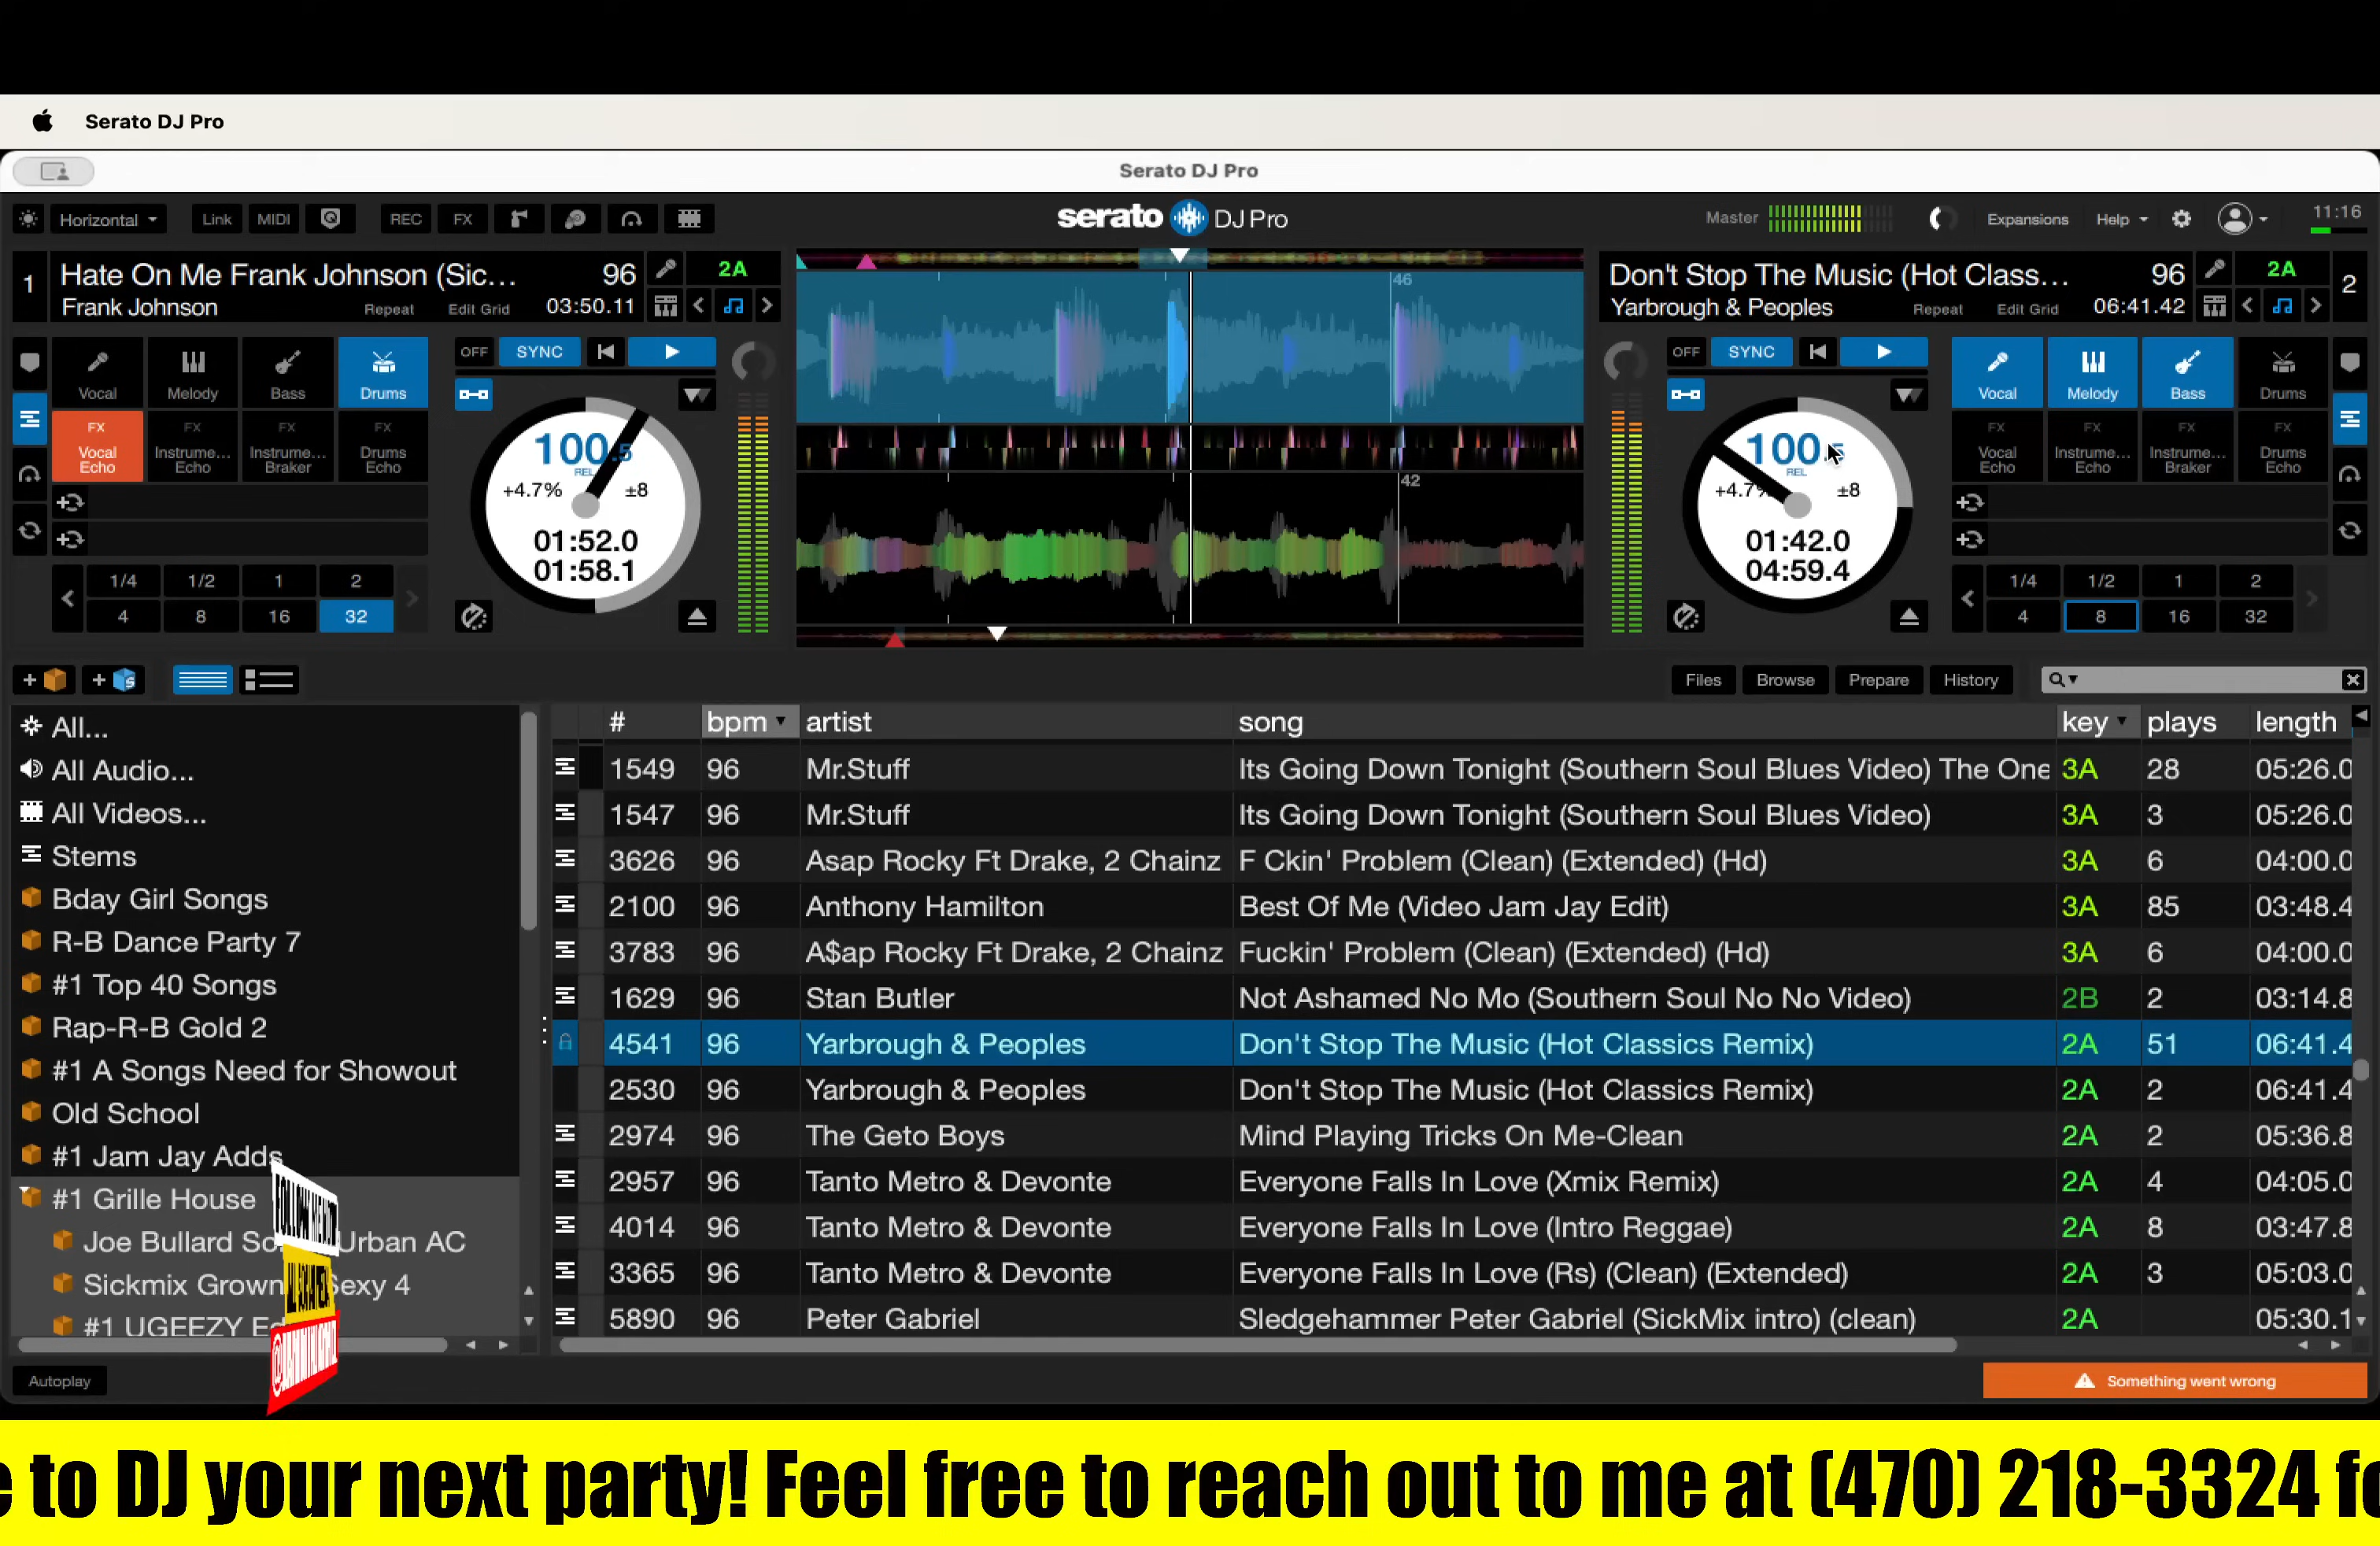 Serato DJ Pro
Serato DJ Pro
Horizontal
Link
MIDI
REC
FX
serato DJ Pro
Master
Expansions
Help
11:16
1
Hate On Me Frank Johnson (Sic...
96
2A
Frank Johnson
Repeat
Edit Grid
03:50.11
Vocal
Melody
Bass
Drums
FX Vocal Echo
FX Instrume... Echo
FX Instrume... Braker
FX Drums Echo
1/4 1/2 1 2
4 8 16 32
OFF
SYNC
100.5
REL
+4.7% ±8
01:52.0
01:58.1
46
42
Don't Stop The Music (Hot Class...
96
2A
2
Yarbrough & Peoples
Repeat
Edit Grid
06:41.42
OFF
SYNC
100.5
REL
+4.7% ±8
01:42.0
04:59.4
Vocal
Melody
Bass
Drums
FX Vocal Echo
FX Instrume... Echo
FX Instrume... Braker
FX Drums Echo
1/4 1/2 1 2
4 8 16 32
Files
Browse
Prepare
History
All...
All Audio...
All Videos...
Stems
Bday Girl Songs
R-B Dance Party 7
#1 Top 40 Songs
Rap-R-B Gold 2
#1 A Songs Need for Showout
Old School
#1 Jam Jay Adds
#1 Grille House
Joe Bullard Urban AC
Sickmix Grown Sexy 4
#1 UGEEZY
# bpm artist song key plays length
1549 96 Mr.Stuff Its Going Down Tonight (Southern Soul Blues Video) The One 3A 28 05:26.0
1547 96 Mr.Stuff Its Going Down Tonight (Southern Soul Blues Video) 3A 3 05:26.0
3626 96 Asap Rocky Ft Drake, 2 Chainz F Ckin' Problem (Clean) (Extended) (Hd) 3A 6 04:00.0
2100 96 Anthony Hamilton Best Of Me (Video Jam Jay Edit) 3A 85 03:48.4
3783 96 A$ap Rocky Ft Drake, 2 Chainz Fuckin' Problem (Clean) (Extended) (Hd) 3A 6 04:00.0
1629 96 Stan Butler Not Ashamed No Mo (Southern Soul No No Video) 2B 2 03:14.8
4541 96 Yarbrough & Peoples Don't Stop The Music (Hot Classics Remix) 2A 51 06:41.4
2530 96 Yarbrough & Peoples Don't Stop The Music (Hot Classics Remix) 2A 2 06:41.4
2974 96 The Geto Boys Mind Playing Tricks On Me-Clean 2A 2 05:36.8
2957 96 Tanto Metro & Devonte Everyone Falls In Love (Xmix Remix) 2A 4 04:05.0
4014 96 Tanto Metro & Devonte Everyone Falls In Love (Intro Reggae) 2A 8 03:47.8
3365 96 Tanto Metro & Devonte Everyone Falls In Love (Rs) (Clean) (Extended) 2A 3 05:03.0
5890 96 Peter Gabriel Sledgehammer Peter Gabriel (SickMix intro) (clean) 2A 05:30.1
Autoplay
Something went wrong
to DJ your next party! Feel free to reach out to me at (470) 218-3324 fo